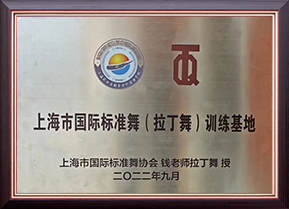 上海市国际标准舞（拉丁舞）训练基地
上海市国际标准舞协会 钱老师拉丁舞 授
二〇二二年九月